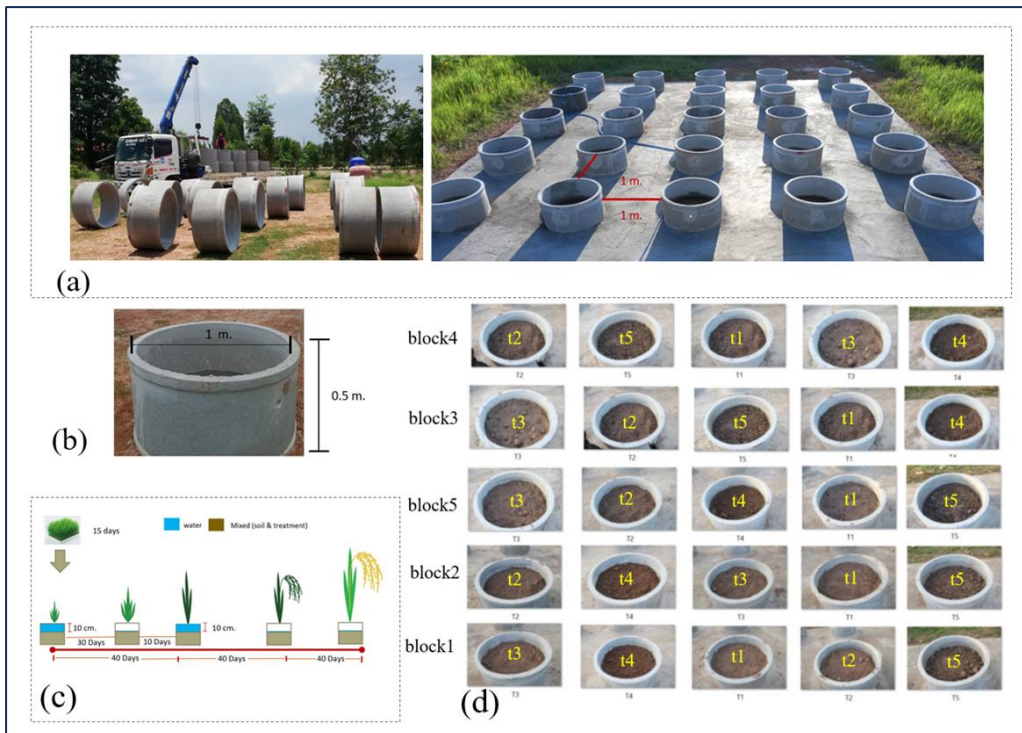 1 m.
1 m.
(a)
1 m.
0.5 m.
(b)
15 days
water
Mixed (soil & treatment)
10 cm.
10 cm.
30 Days
10 Days
40 Days
40 Days
40 Days
(c)
block4
t2 t5 t1 t3 t4
T2 T5 T1 T3 T4
block3
t3 t2 t5 t1 t4
T3 T2 T5 T1
block5
t3 t2 t4 t1 t5
T3 T2 T4 T1 T5
block2
t2 t4 t3 t1 t5
T2 T4 T3 T1 T5
block1
t3 t4 t1 t2 t5
T3 T4 T1 T2 T5
(d)